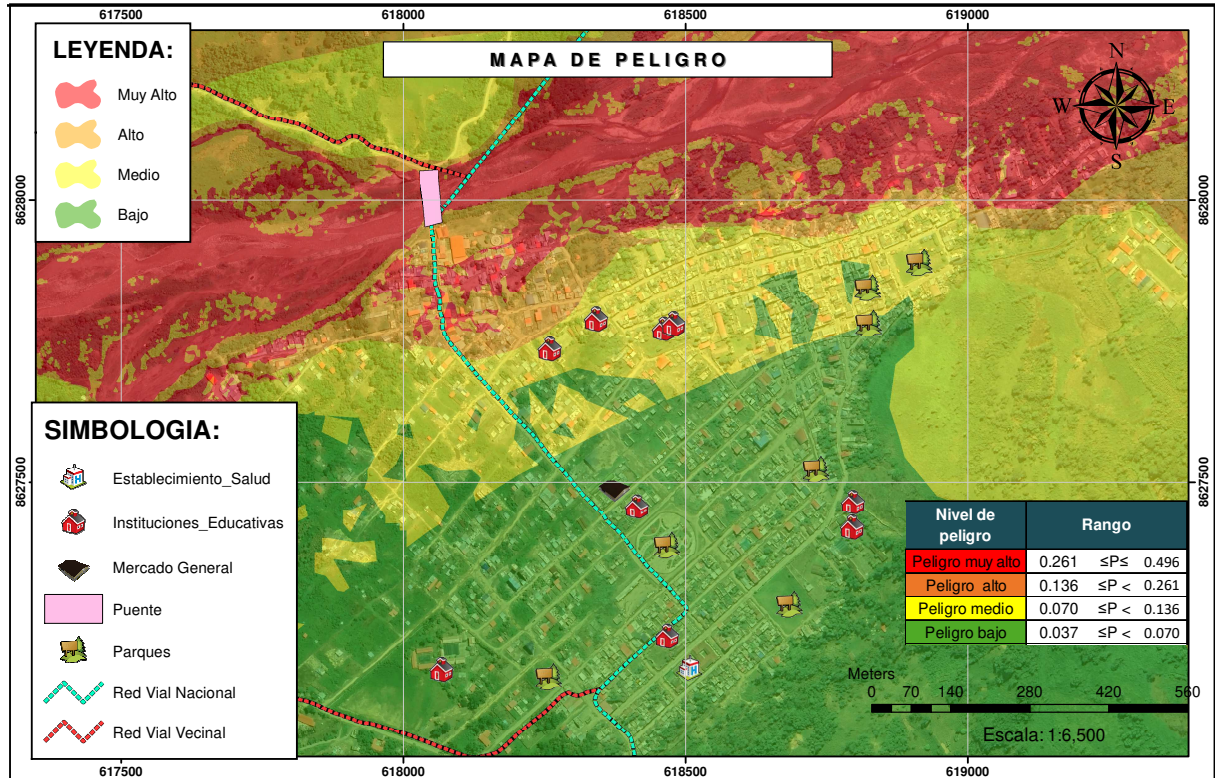 617500 618000 618500 619000
LEYENDA:
Muy Alto
Alto
Medio
Bajo
MAPA DE PELIGRO
N
W E
S
8628000 8628000
SIMBOLOGIA:
Establecimiento_Salud
Instituciones_Educativas
Mercado General
Puente
Parques
Red Vial Nacional
Red Vial Vecinal
8627500 8627500
Nivel de peligro Rango
Peligro muy alto 0.261 ≤P≤ 0.496
Peligro alto 0.136 ≤P < 0.261
Peligro medio 0.070 ≤P < 0.136
Peligro bajo 0.037 ≤P < 0.070
Meters
0 70 140 280 420 560
Escala: 1:6,500
617500 618000 618500 619000